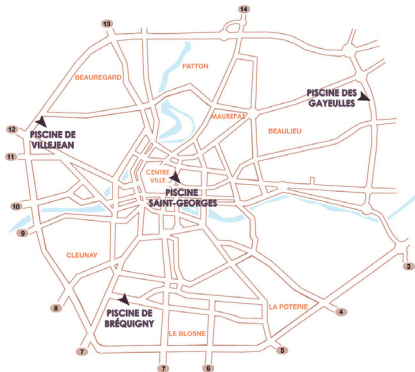 14
13
PATTON
BEAUREGARD
PISCINE DES
GAYEULLES
MAUREPAS
12
BEAULIEU
PISCINE DE
VILLEJEAN
11
CENTRE
VILLE
PISCINE
SAINT-GEORGES
10
9
CLEUNAY
3
8
LA POTERIE
4
PISCINE DE
BRÉQUIGNY
LE BLOSNE
7
5
7
6